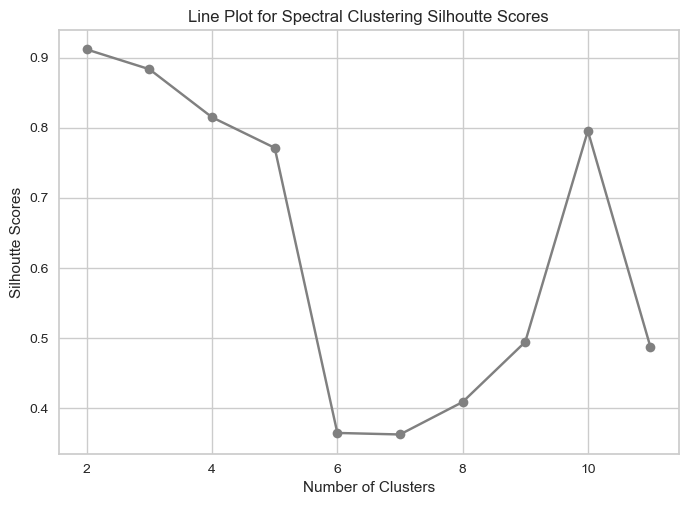 Line Plot for Spectral Clustering Silhoutte Scores
0.9
0.8
0.7
0.6
0.5
0.4
Silhoutte Scores
2 4 6 8 10
Number of Clusters